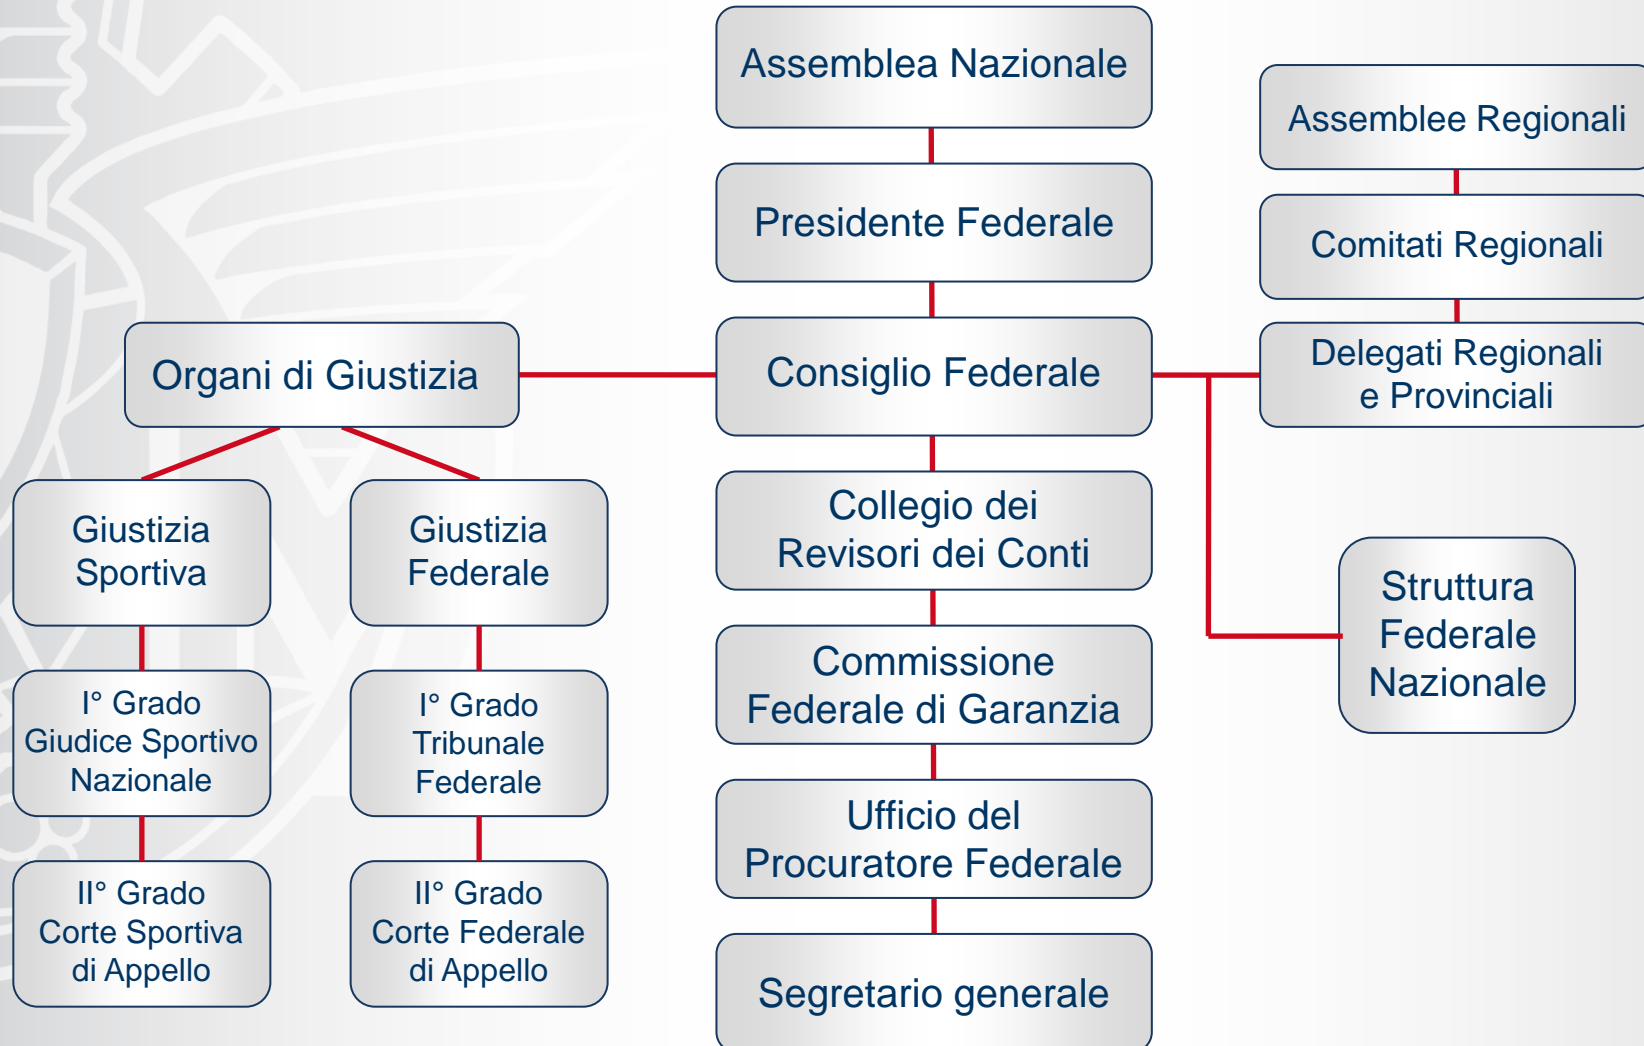 Assemblea Nazionale
Presidente Federale
Consiglio Federale
Collegio dei
Revisori dei Conti
Commissione
Federale di Garanzia
Ufficio del
Procuratore Federale
Segretario generale
Organi di Giustizia
Giustizia
Sportiva
I° Grado
Giudice Sportivo
Nazionale
II° Grado
Corte Sportiva
di Appello
Giustizia
Federale
I° Grado
Tribunale
Federale
II° Grado
Corte Federale
di Appello
Assemblee Regionali
Comitati Regionali
Delegati Regionali
e Provinciali
Struttura
Federale
Nazionale